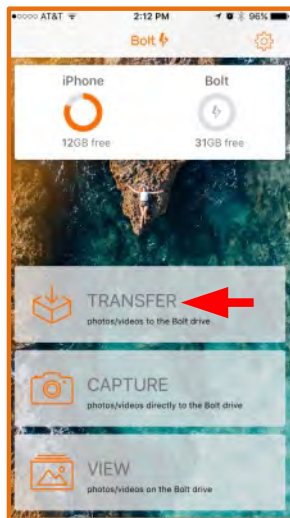 AT&T 2:12 PM 96%
Bolt
iPhone Bolt
12GB free 31GB free
TRANSFER
photos/videos to the Bolt drive
CAPTURE
photos/videos directly to the Bolt drive
VIEW
photos/videos on the Bolt drive